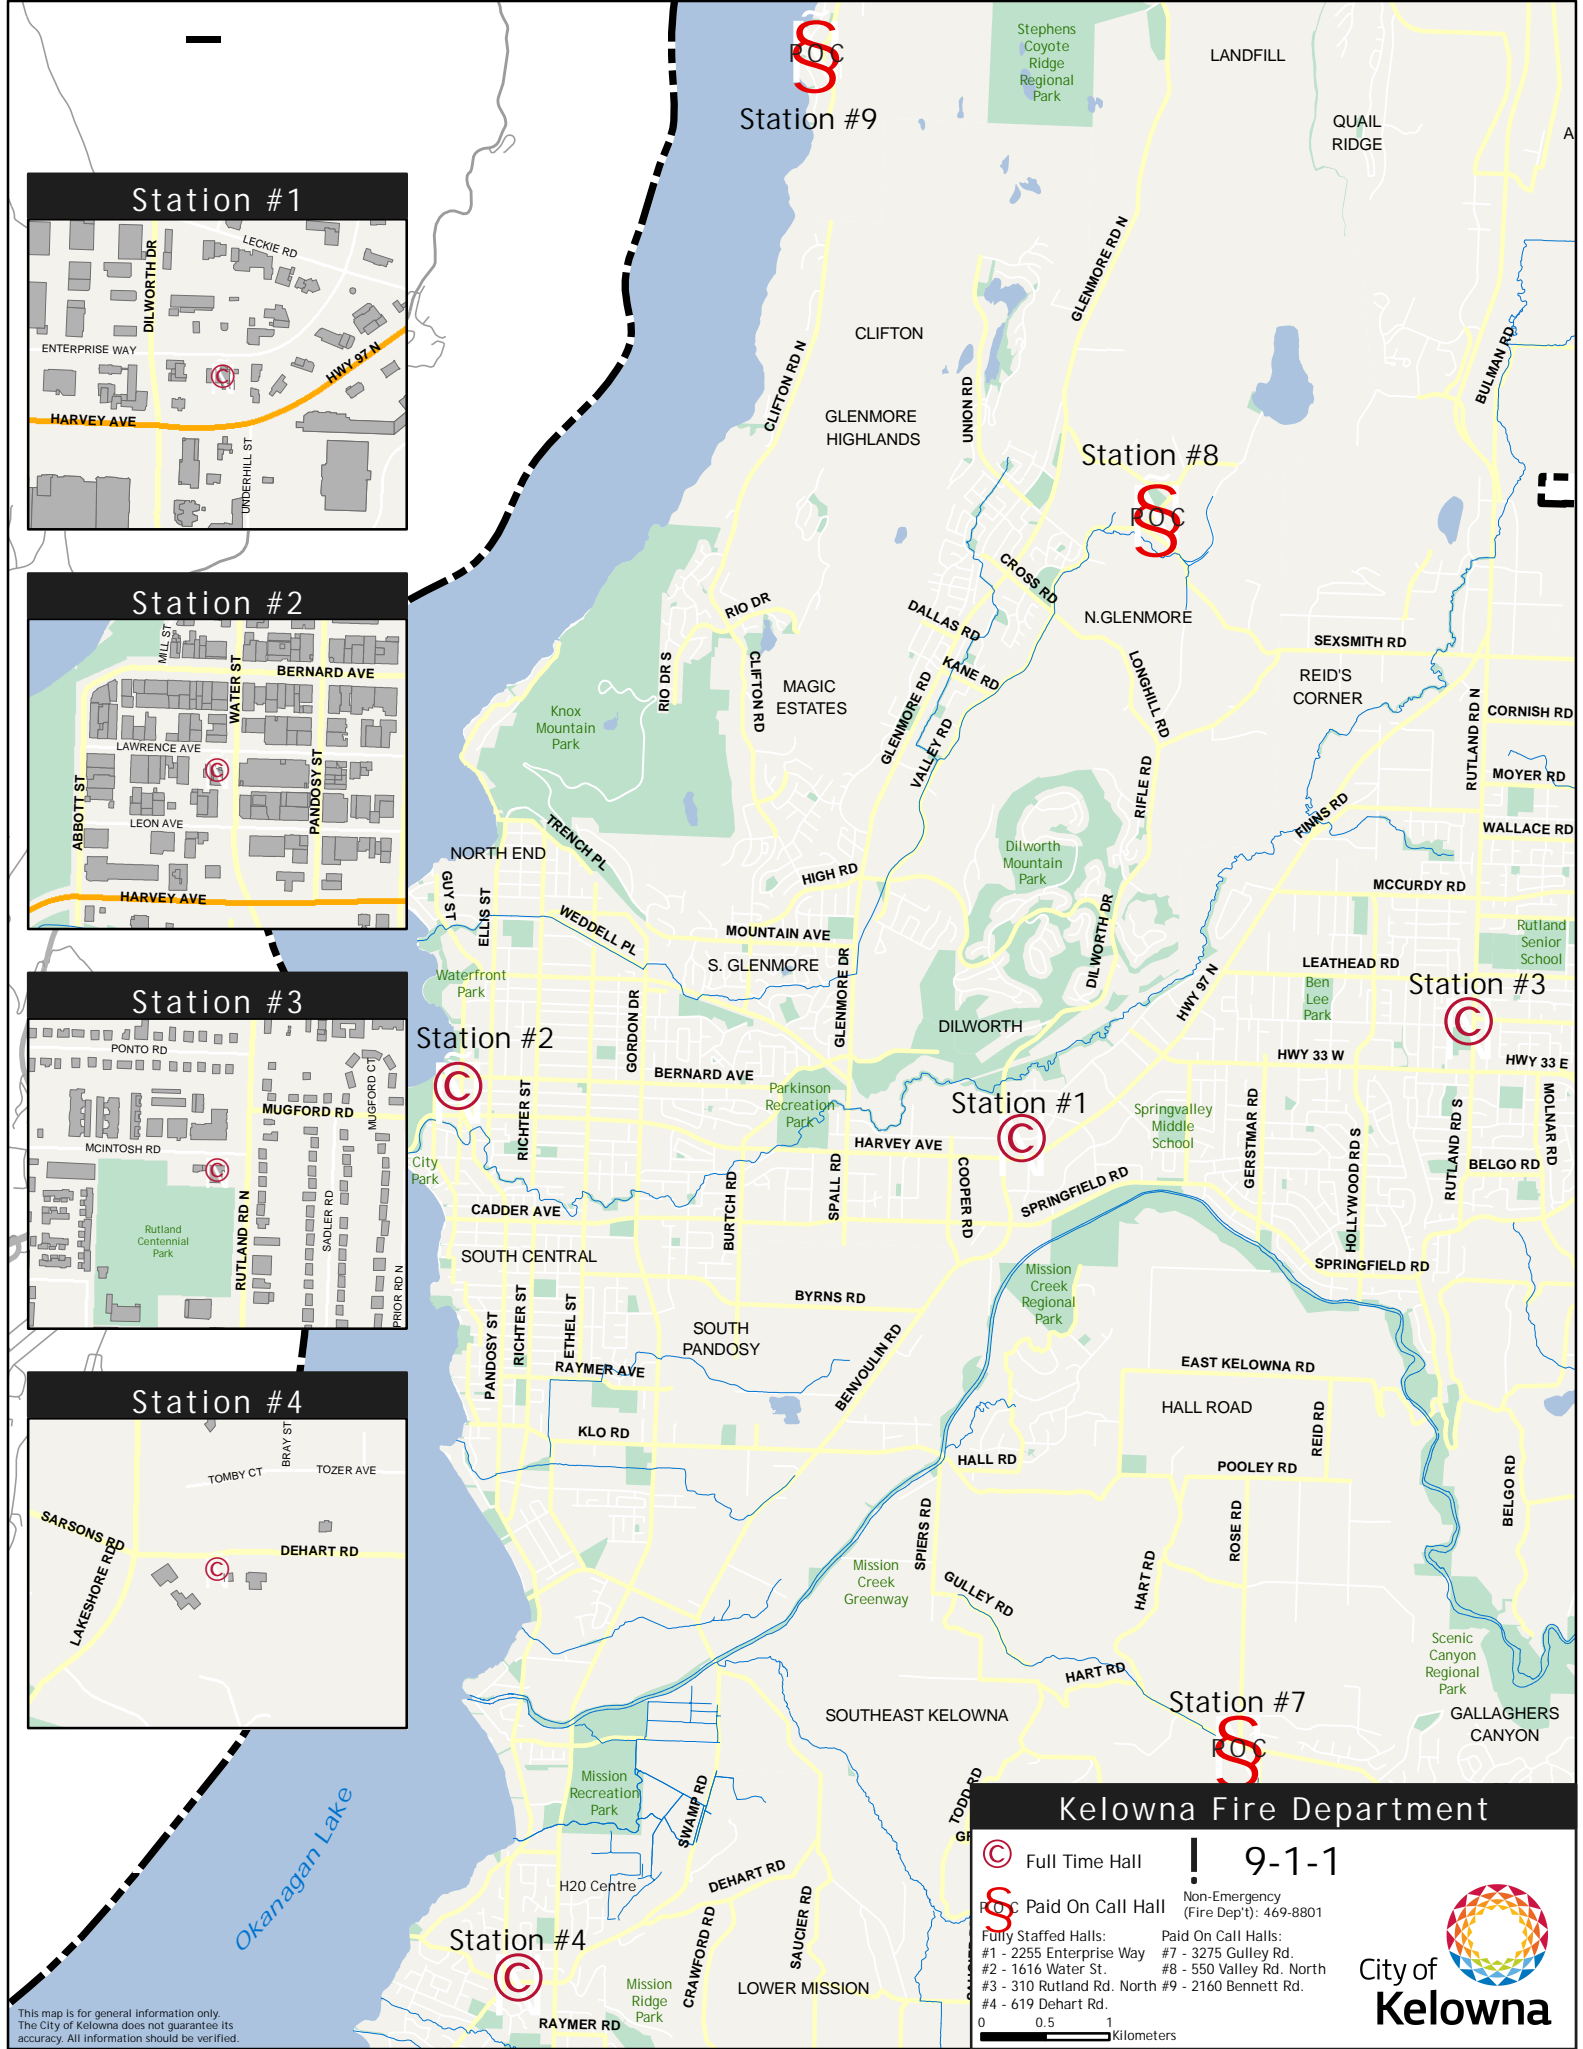 P O C
Station #9
Stephens
Coyote
Ridge
Regional
Park
LANDFILL
QUAIL
RIDGE
A
Station #1
DILWORTH DR
LECKIE RD
ENTERPRISE WAY
HWY 97 N
HARVEY AVE
UNDERHILL ST
©
GLENMORE RD N
CLIFTON
CLIFTON RD N
GLENMORE
HIGHLANDS
UNION RD
BULMAN RD
Station #8
P O C
Station #2
MILL ST
BERNARD AVE
WATER ST
LAWRENCE AVE
©
ABBOTT ST
PANDOSY ST
LEON AVE
HARVEY AVE
CROSS RD
RIO DR
DALLAS RD
N.GLENMORE
SEXSMITH RD
RIO DR S
CLIFTON RD
MAGIC
ESTATES
KANE RD
LONGHILL RD
REID'S
CORNER
GLENMORE RD
VALLEY RD
RUTLAND RD N
CORNISH RD
Knox
Mountain
Park
MOYER RD
RIFLE RD
FINNS RD
WALLACE RD
TRENCH PL
NORTH END
Dilworth
Mountain
Park
HIGH RD
MCCURDY RD
GUY ST
ELLIS ST
WEDDELL PL
MOUNTAIN AVE
DILWORTH DR
Rutland
Senior
School
S. GLENMORE
LEATHEAD RD
Waterfront
Park
Ben
Lee
Park
HWY 97 N
Station #3
©
GORDON DR
GLENMORE DR
DILWORTH
Station #3
PONTO RD
MUGFORD CT
MUGFORD RD
MCINTOSH RD
©
Rutland
Centennial
Park
RUTLAND RD N
SADLER RD
PRIOR RD N
Station #2
©
HWY 33 W
HWY 33 E
BERNARD AVE
Parkinson
Recreation
Park
Station #1
©
Springvalley
Middle
School
RICHTER ST
HARVEY AVE
GERSTMAR RD
HOLLYWOOD RD S
RUTLAND RD S
MOLNAR RD
BELGO RD
City
Park
COOPER RD
SPRINGFIELD RD
SPALL RD
BURTCH RD
CADDER AVE
SOUTH CENTRAL
SPRINGFIELD RD
Mission
Creek
Regional
Park
BYRNS RD
PANDOSY ST
RICHTER ST
ETHEL ST
SOUTH
PANDOSY
RAYMER AVE
BENVOULIN RD
EAST KELOWNA RD
Station #4
BRAY ST
TOMBY CT
TOZER AVE
SARSONS RD
DEHART RD
LAKESHORE RD
©
HALL ROAD
REID RD
KLO RD
HALL RD
POOLEY RD
BELGO RD
SPIERS RD
ROSE RD
Mission
Creek
Greenway
HART RD
GULLEY RD
Scenic
Canyon
Regional
Park
HART RD
Station #7
P O C
SOUTHEAST KELOWNA
GALLAGHERS
CANYON
Mission
Recreation
Park
SWAMP RD
TODD RD
Okanagan Lake
H20 Centre
DEHART RD
SAUCIER RD
CRAWFORD RD
Station #4
©
Mission
Ridge
Park
LOWER MISSION
RAYMER RD
This map is for general information only.
The City of Kelowna does not guarantee its
accuracy. All information should be verified.
Kelowna Fire Department
© Full Time Hall
! 9-1-1
P O C Paid On Call Hall
Non-Emergency
(Fire Dep't): 469-8801
Fully Staffed Halls:
#1 - 2255 Enterprise Way
#2 - 1616 Water St.
#3 - 310 Rutland Rd. North
#4 - 619 Dehart Rd.
Paid On Call Halls:
#7 - 3275 Gulley Rd.
#8 - 550 Valley Rd. North
#9 - 2160 Bennett Rd.
0 0.5 1
Kilometers
City of
Kelowna